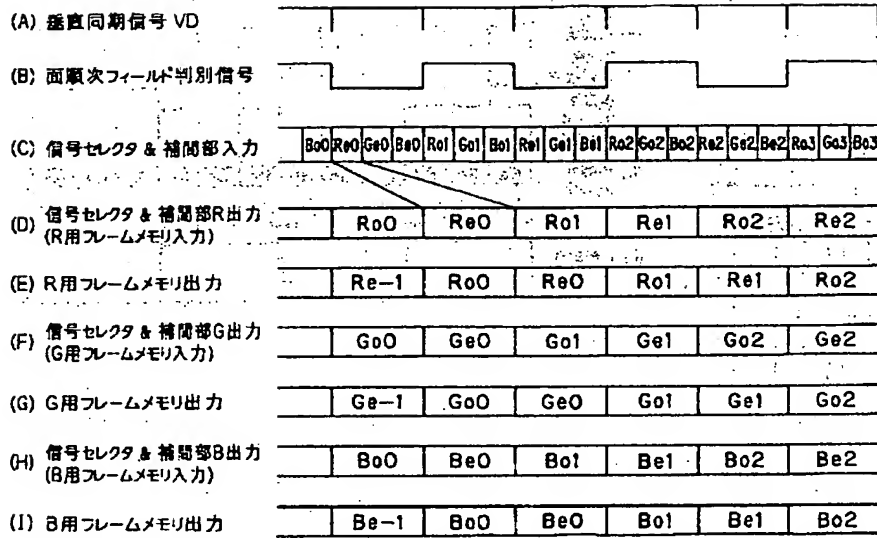 (A) 垂直同期信号 VD
(B) 面順次フィールド判別信号
(C) 信号セレクタ & 補間部入力 Bo0 Re0 Ge0 Be0 Ro1 Go1 Bo1 Re1 Ge1 Be1 Ro2 Go2 Bo2 Re2 Ge2 Be2 Ro3 Go3 Bo3
(D) 信号セレクタ & 補間部R出力
(R用フレームメモリ入力)
Ro0 Re0 Ro1 Re1 Ro2 Re2
(E) R用フレームメモリ出力 Re-1 Ro0 Re0 Ro1 Re1 Ro2
(F) 信号セレクタ & 補間部G出力
(G用フレームメモリ入力)
Go0 Ge0 Go1 Ge1 Go2 Ge2
(G) G用フレームメモリ出力 Ge-1 Go0 Ge0 Go1 Ge1 Go2
(H) 信号セレクタ & 補間部B出力
(B用フレームメモリ入力)
Bo0 Be0 Bo1 Be1 Bo2 Be2
(I) B用フレームメモリ出力 Be-1 Bo0 Be0 Bo1 Be1 Bo2